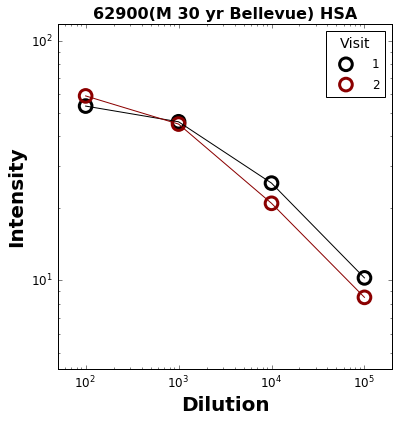 62900(M 30 yr Bellevue) HSA
Visit
1
2
10²
10¹
Intensity
10² 10³ 10⁴ 10⁵
Dilution